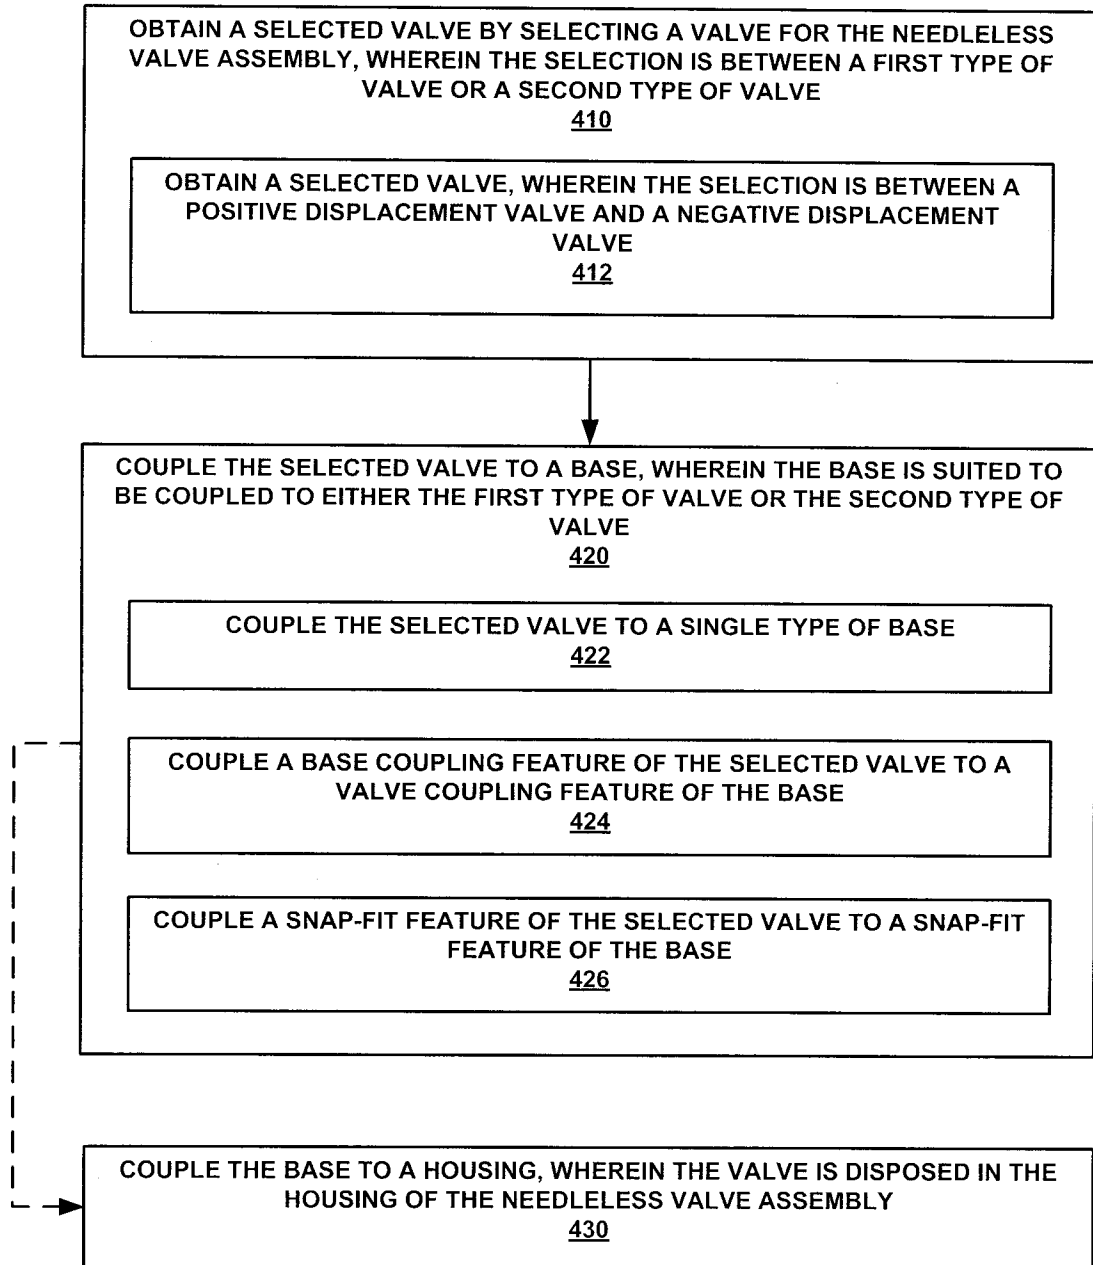 OBTAIN A SELECTED VALVE BY SELECTING A VALVE FOR THE NEEDLELESS
VALVE ASSEMBLY, WHEREIN THE SELECTION IS BETWEEN A FIRST TYPE OF
VALVE OR A SECOND TYPE OF VALVE
410
OBTAIN A SELECTED VALVE, WHEREIN THE SELECTION IS BETWEEN A
POSITIVE DISPLACEMENT VALVE AND A NEGATIVE DISPLACEMENT
VALVE
412
COUPLE THE SELECTED VALVE TO A BASE, WHEREIN THE BASE IS SUITED TO
BE COUPLED TO EITHER THE FIRST TYPE OF VALVE OR THE SECOND TYPE OF
VALVE
420
COUPLE THE SELECTED VALVE TO A SINGLE TYPE OF BASE
422
COUPLE A BASE COUPLING FEATURE OF THE SELECTED VALVE TO A
VALVE COUPLING FEATURE OF THE BASE
424
COUPLE A SNAP-FIT FEATURE OF THE SELECTED VALVE TO A SNAP-FIT
FEATURE OF THE BASE
426
COUPLE THE BASE TO A HOUSING, WHEREIN THE VALVE IS DISPOSED IN THE
HOUSING OF THE NEEDLELESS VALVE ASSEMBLY
430